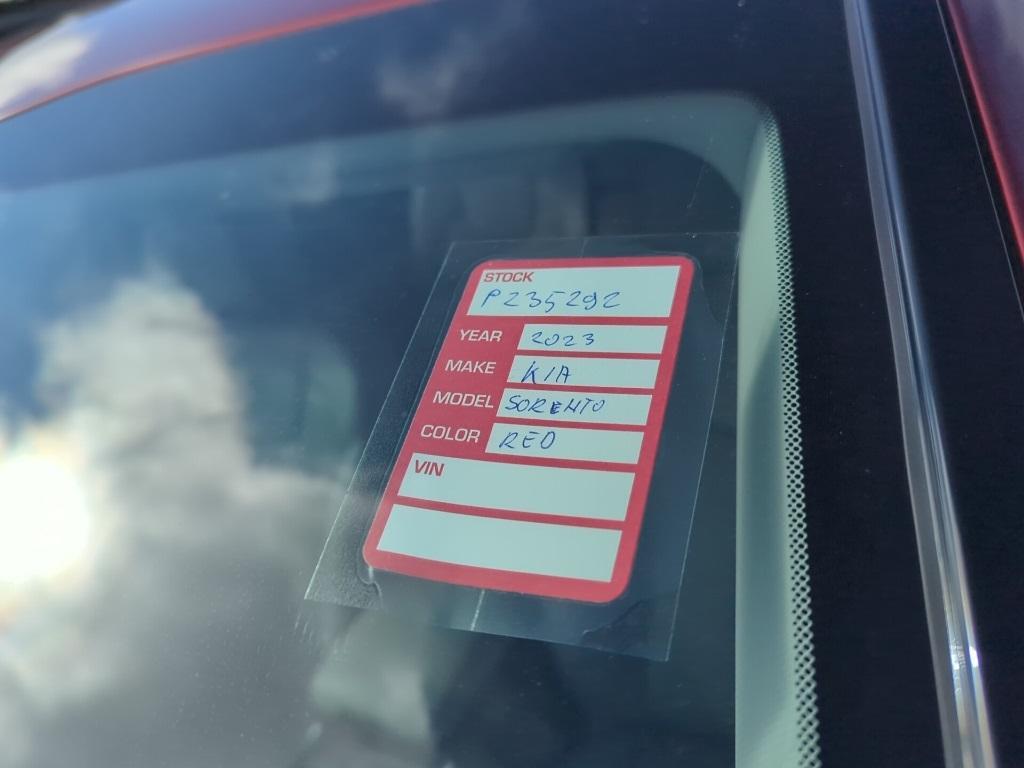 STOCK
P235292
YEAR 2023
MAKE KIA
MODEL SORENTO
COLOR RED
VIN